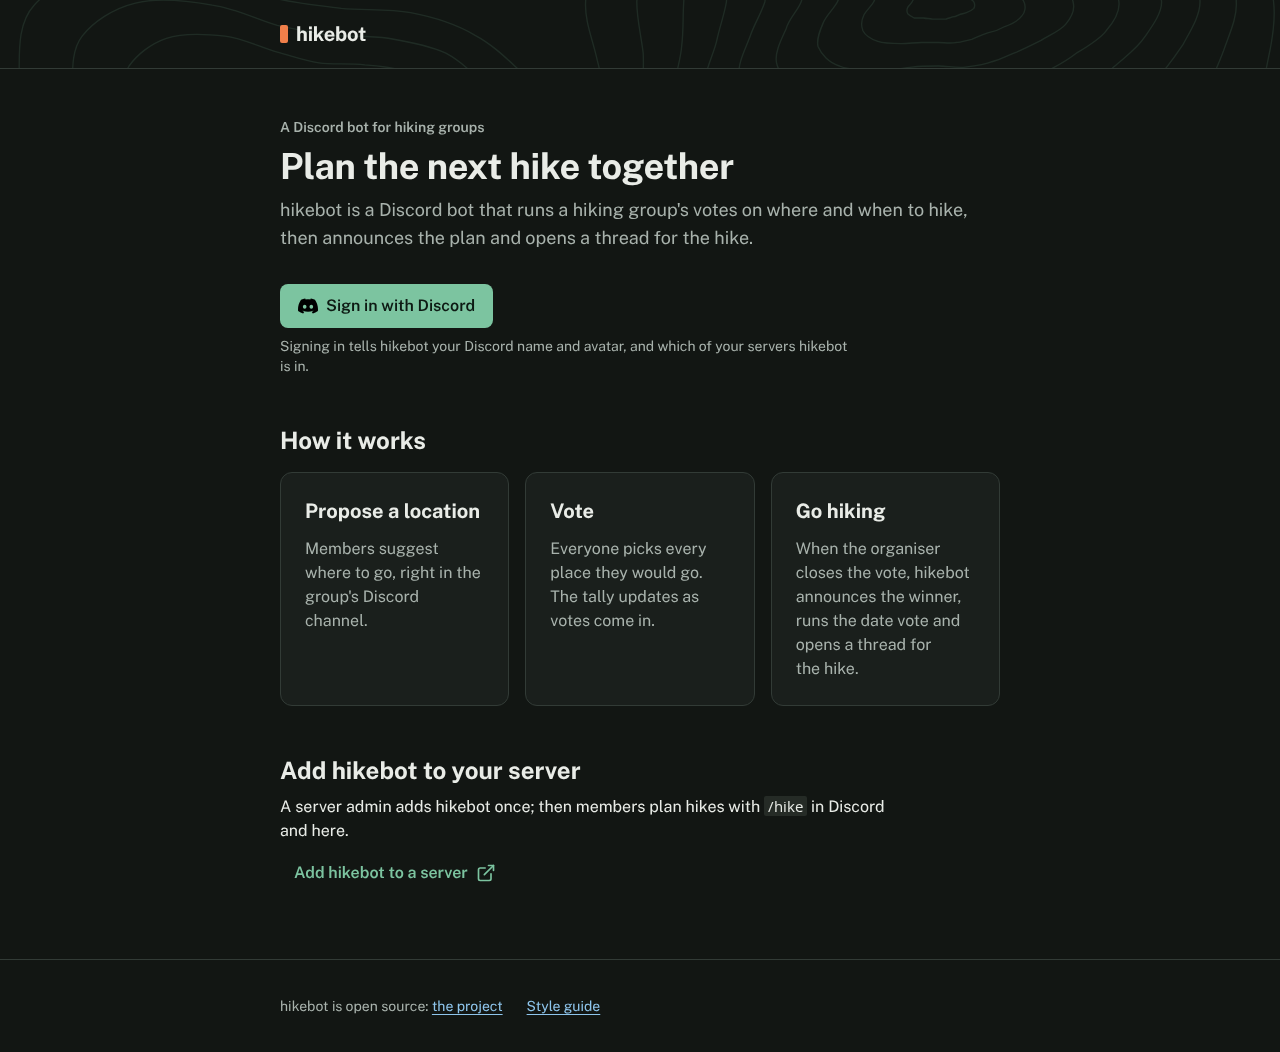 hikebot
A Discord bot for hiking groups
Plan the next hike together
hikebot is a Discord bot that runs a hiking group's votes on where and when to hike,
then announces the plan and opens a thread for the hike.
Sign in with Discord
Signing in tells hikebot your Discord name and avatar, and which of your servers hikebot
is in.
How it works
Propose a location
Members suggest
where to go, right in the
group's Discord
channel.
Vote
Everyone picks every
place they would go.
The tally updates as
votes come in.
Go hiking
When the organiser
closes the vote, hikebot
announces the winner,
runs the date vote and
opens a thread for
the hike.
Add hikebot to your server
A server admin adds hikebot once; then members plan hikes with /hike in Discord
and here.
Add hikebot to a server
hikebot is open source: the project Style guide